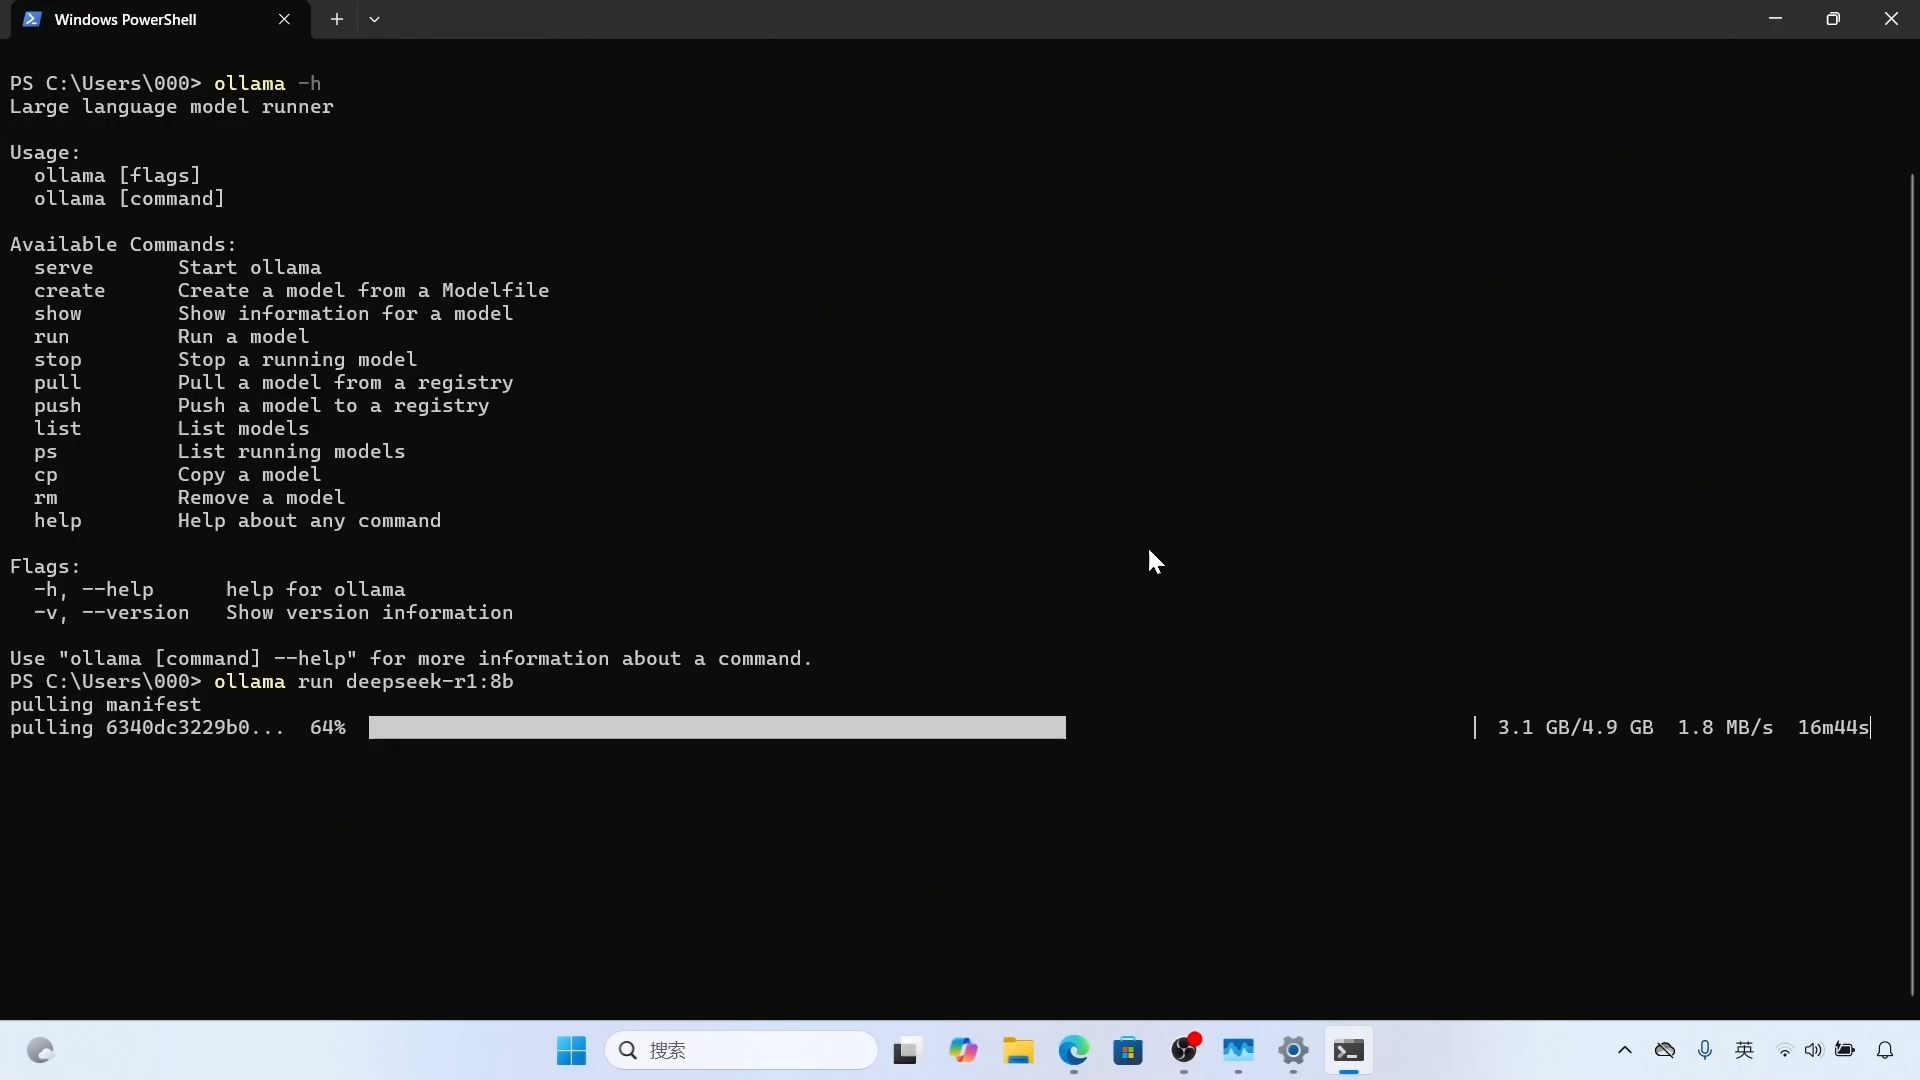 Windows PowerShell
PS C:\Users\000> ollama -h
Large language model runner
Usage:
ollama [flags]
ollama [command]
Available Commands:
serve Start ollama
create Create a model from a Modelfile
show Show information for a model
run Run a model
stop Stop a running model
pull Pull a model from a registry
push Push a model to a registry
list List models
ps List running models
cp Copy a model
rm Remove a model
help Help about any command
Flags:
-h, --help help for ollama
-v, --version Show version information
Use "ollama [command] --help" for more information about a command.
PS C:\Users\000> ollama run deepseek-r1:8b
pulling manifest
pulling 6340dc3229b0... 64% 3.1 GB/4.9 GB 1.8 MB/s 16m44s
搜索
英